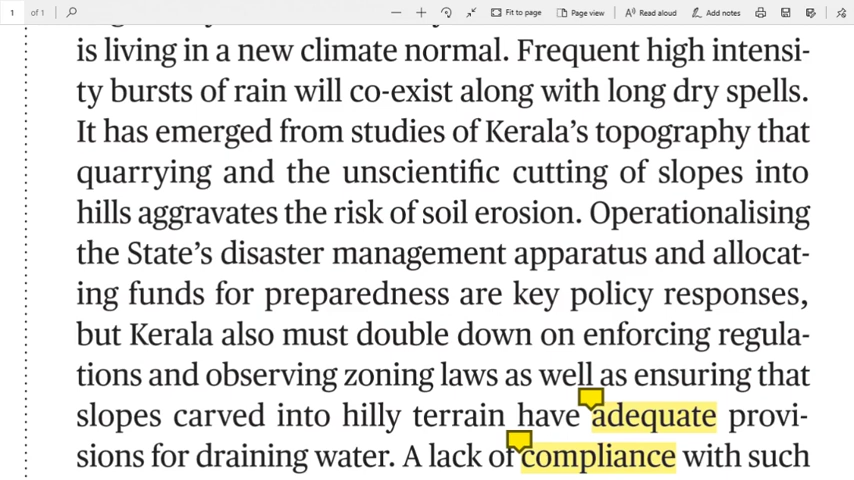 1 of 1 Fit to page Page view Read aloud Add notes
is living in a new climate normal. Frequent high intensi-
ty bursts of rain will co-exist along with long dry spells.
It has emerged from studies of Kerala’s topography that
quarrying and the unscientific cutting of slopes into
hills aggravates the risk of soil erosion. Operationalising
the State’s disaster management apparatus and allocat-
ing funds for preparedness are key policy responses,
but Kerala also must double down on enforcing regula-
tions and observing zoning laws as well as ensuring that
slopes carved into hilly terrain have adequate provi-
sions for draining water. A lack of compliance with such